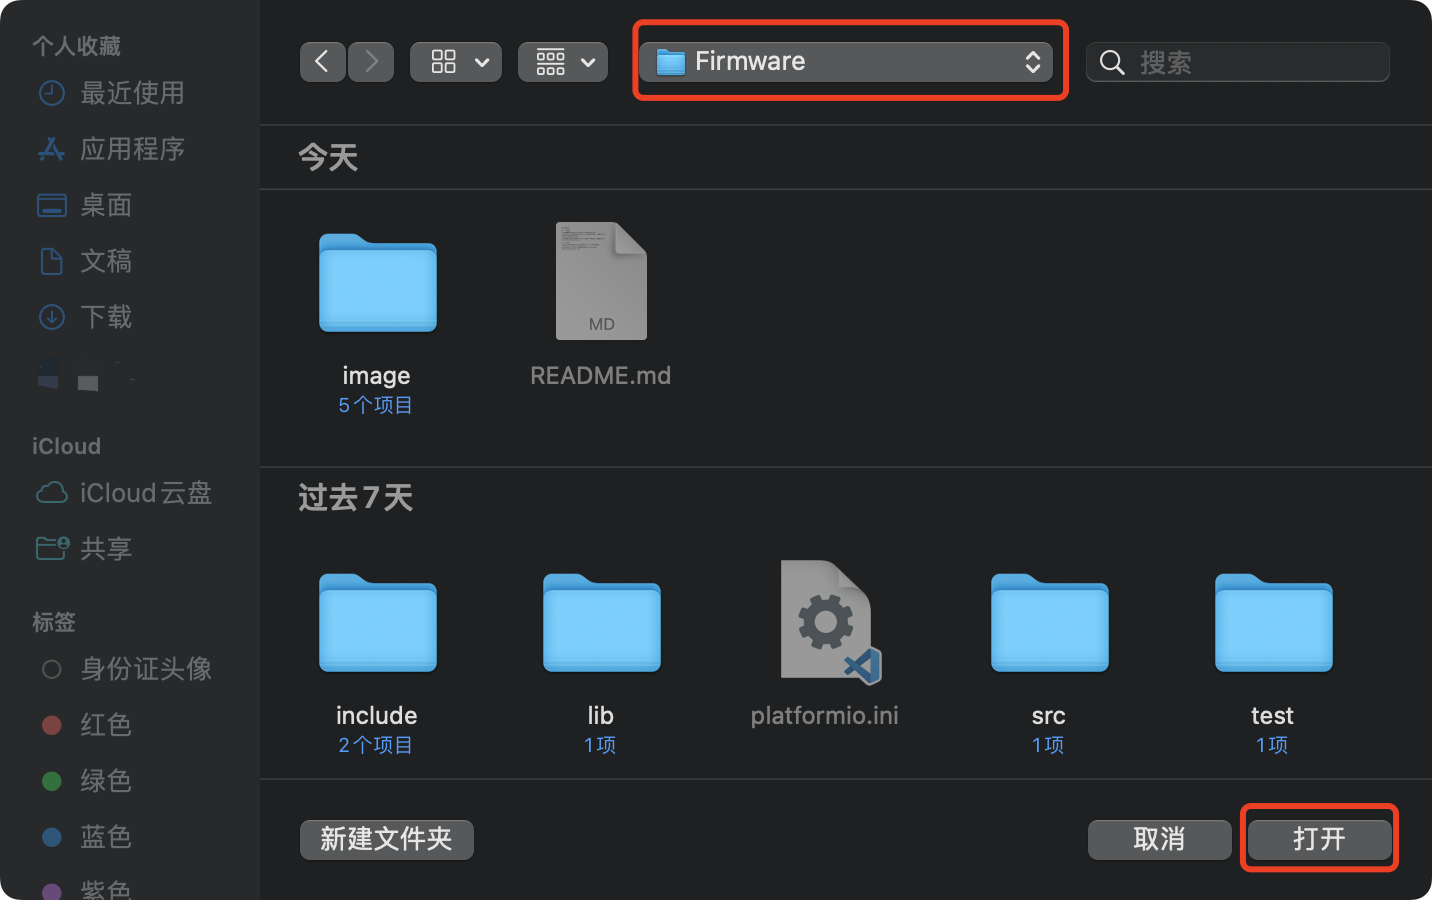 个人收藏
最近使用
应用程序
桌面
文稿
下载
iCloud
iCloud云盘
共享
标签
身份证头像
红色
绿色
蓝色
紫色
Firmware
搜索
今天
MD
image
5个项目
README.md
过去7天
include
2个项目
lib
1项
platformio.ini
src
1项
test
1项
新建文件夹
取消
打开